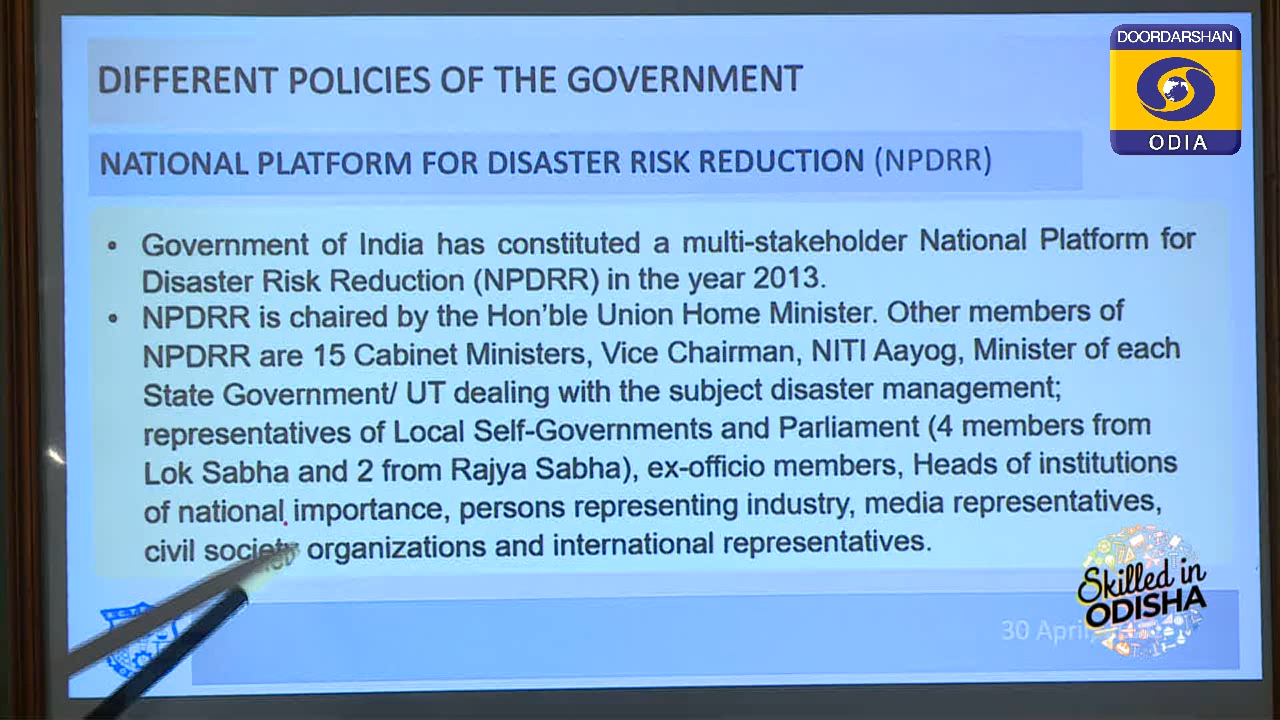 DOORDARSHAN
ODIA
DIFFERENT POLICIES OF THE GOVERNMENT
NATIONAL PLATFORM FOR DISASTER RISK REDUCTION (NPDRR)
• Government of India has constituted a multi-stakeholder National Platform for
Disaster Risk Reduction (NPDRR) in the year 2013.
• NPDRR is chaired by the Hon'ble Union Home Minister. Other members of
NPDRR are 15 Cabinet Ministers, Vice Chairman, NITI Aayog, Minister of each
State Government/ UT dealing with the subject disaster management;
representatives of Local Self-Governments and Parliament (4 members from
Lok Sabha and 2 from Rajya Sabha), ex-officio members, Heads of institutions
of national importance, persons representing industry, media representatives,
civil society organizations and international representatives.
30 April
Skilled in
ODISHA